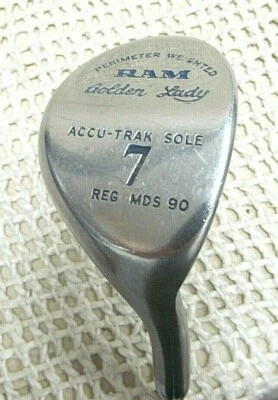 PERIMETER WEIGHTED
RAM
Golden Lady
ACCU-TRAK SOLE
7
REG MDS 90